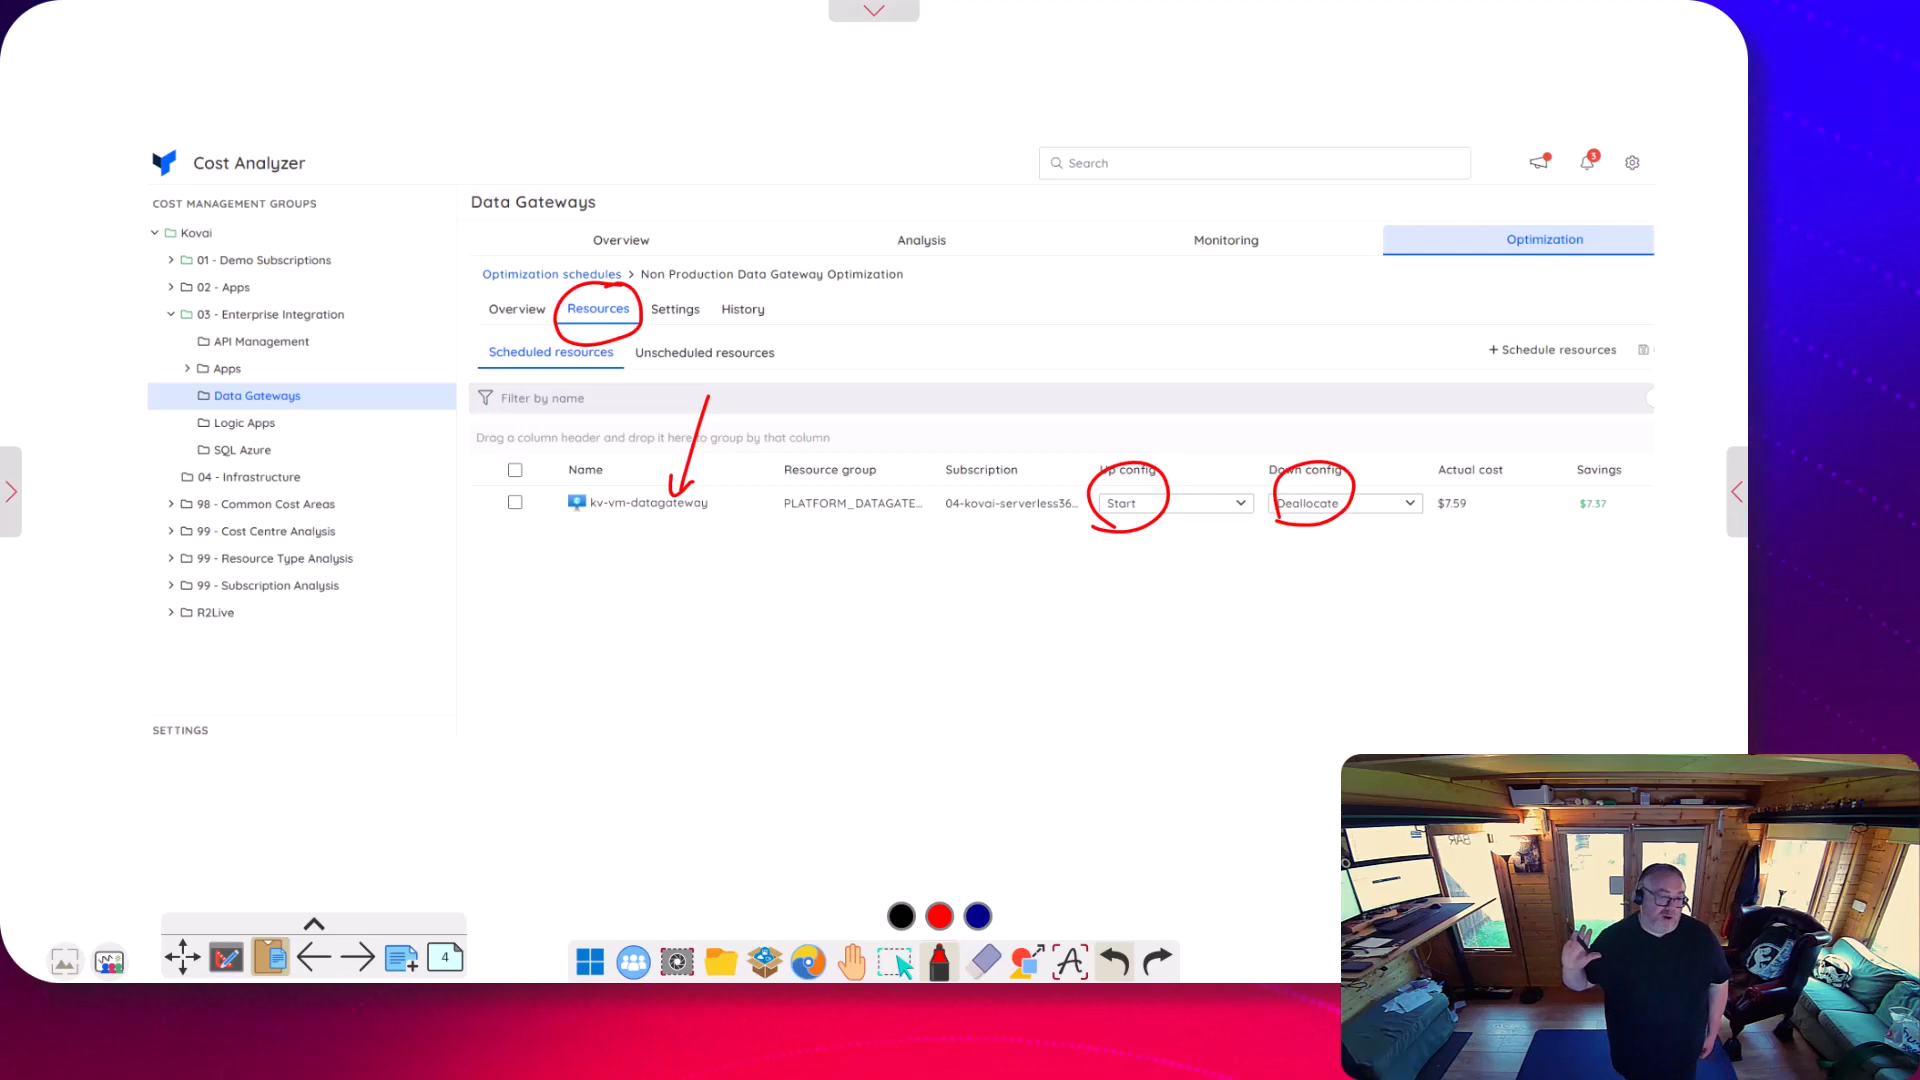 Cost Analyzer
Search
3
COST MANAGEMENT GROUPS
Kovai
01 - Demo Subscriptions
02 - Apps
03 - Enterprise Integration
API Management
Apps
Data Gateways
Logic Apps
SQL Azure
04 - Infrastructure
98 - Common Cost Areas
99 - Cost Centre Analysis
99 - Resource Type Analysis
99 - Subscription Analysis
R2Live
SETTINGS
Data Gateways
Overview Analysis Monitoring Optimization
Optimization schedules > Non Production Data Gateway Optimization
Overview Resources Settings History
Scheduled resources Unscheduled resources + Schedule resources
Filter by name
Drag a column header and drop it here to group by that column
Name Resource group Subscription Up config Down config Actual cost Savings
kv-vm-datagateway PLATFORM_DATAGATE... 04-kovai-serverless36... Start Deallocate $7.59 $7.37
4
BAR